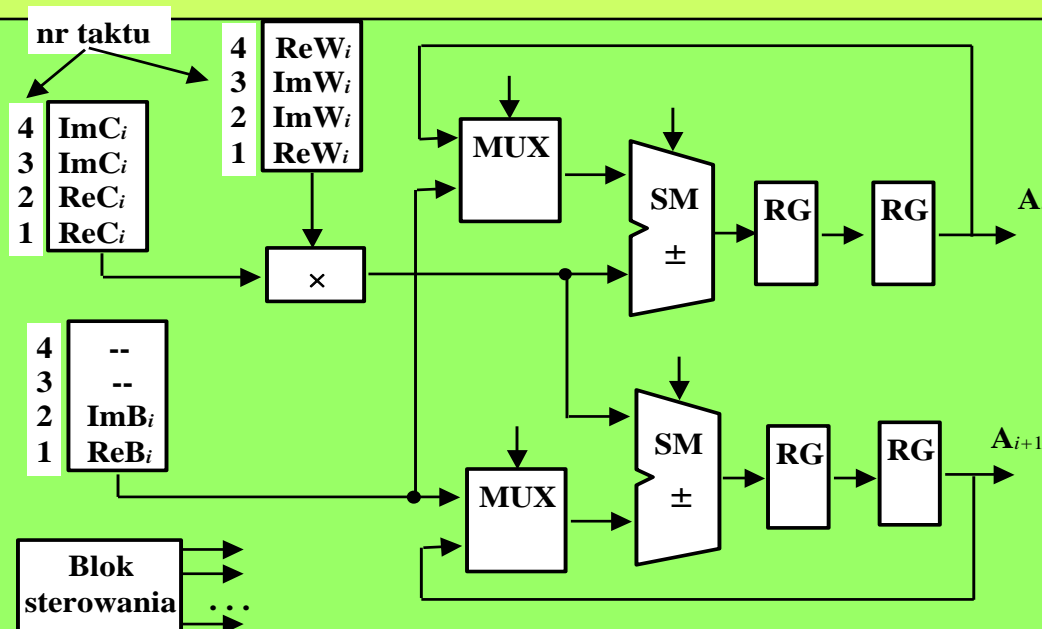 nr taktu
4 ReWᵢ
3 ImWᵢ
2 ImWᵢ
1 ReWᵢ
4 ImCᵢ
3 ImCᵢ
2 ReCᵢ
1 ReCᵢ
×
MUX
SM
±
RG
RG
A
4 --
3 --
2 ImBᵢ
1 ReBᵢ
MUX
SM
±
RG
RG
Aᵢ₊₁
Blok
sterowania
...